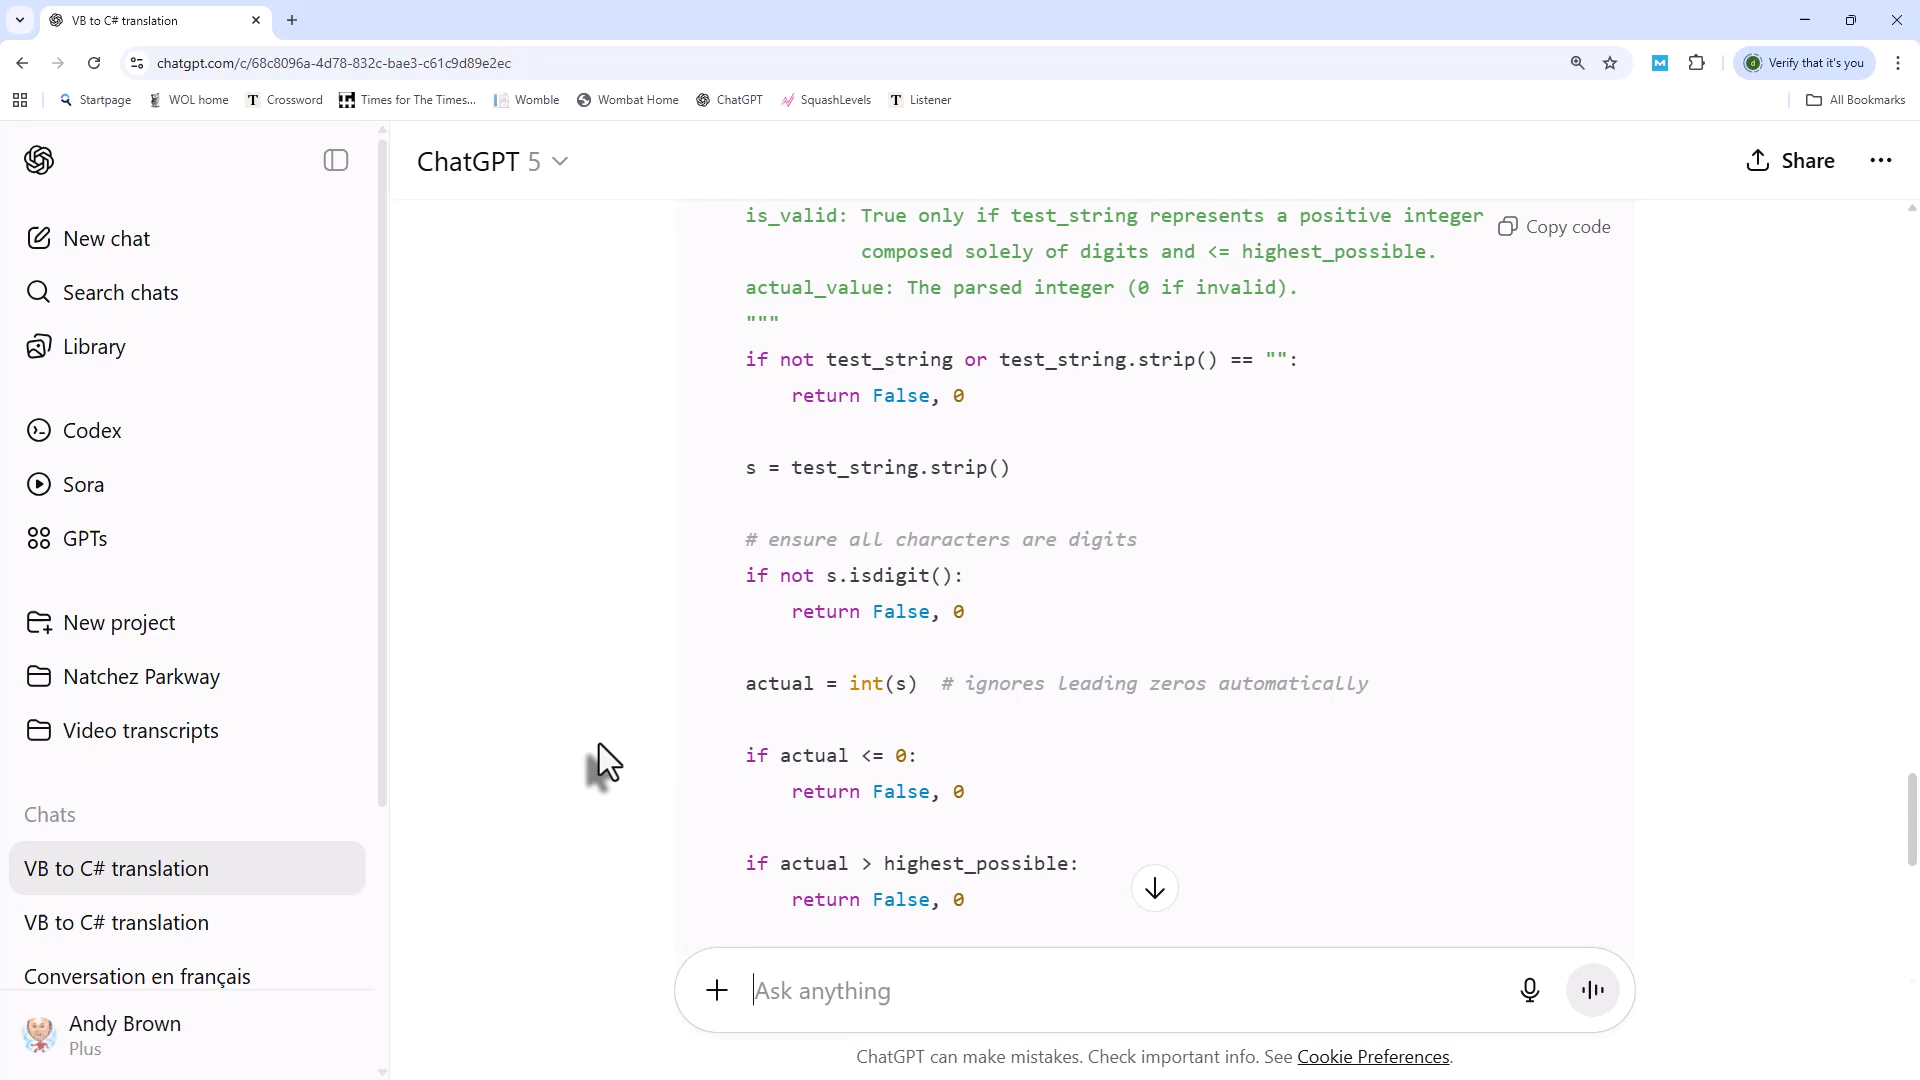 VB to C# translation
chatgpt.com/c/68c8096a-4d78-832c-bae3-c61c9d89e2ec
d
Verify that it's you
Startpage
WOL home
T
Crossword
Times for The Times...
Womble
Wombat Home
ChatGPT
SquashLevels
T
Listener
All Bookmarks
ChatGPT 5
Share
New chat
Search chats
Library
Codex
Sora
GPTs
New project
Natchez Parkway
Video transcripts
Chats
VB to C# translation
VB to C# translation
Conversation en français
Andy Brown
Plus
is_valid: True only if test_string represents a positive integer
Copy code
composed solely of digits and <= highest_possible.
actual_value: The parsed integer (0 if invalid).
"""
if not test_string or test_string.strip() == "":
return False, 0
s = test_string.strip()
# ensure all characters are digits
if not s.isdigit():
return False, 0
actual = int(s)  # ignores leading zeros automatically
if actual <= 0:
return False, 0
if actual > highest_possible:
return False, 0
Ask anything
ChatGPT can make mistakes. Check important info. See Cookie Preferences.